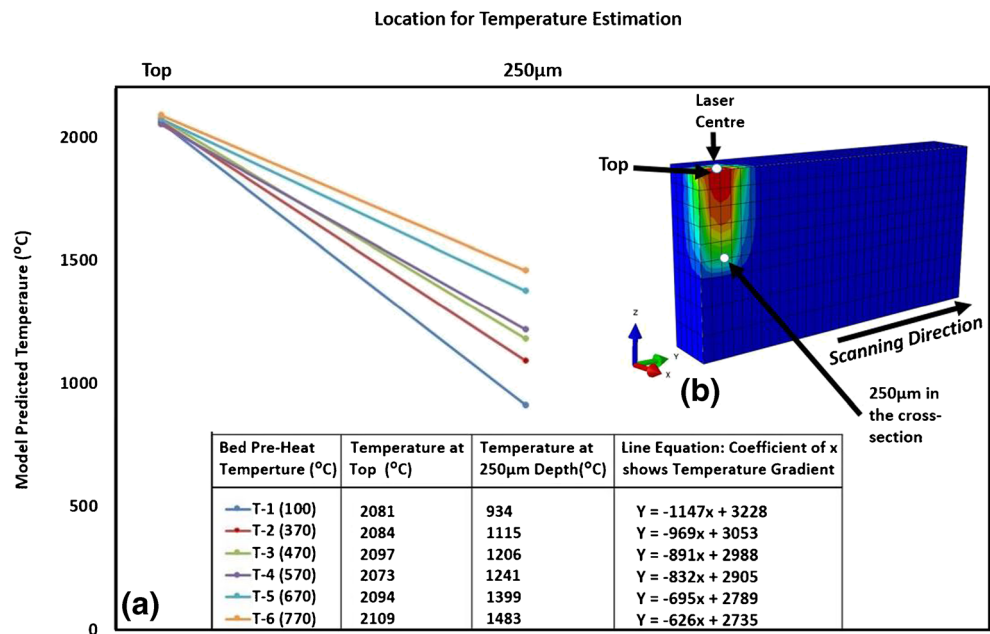 Location for Temperature Estimation
Top
250µm
2000
1500
1000
500
0
Model Predicted Temperaure (°C)
Laser
Centre
Top
Z
Y
X
Scanning Direction
(b)
250µm in
the cross-
section
Bed Pre-Heat
Temperture (°C)
Temperature at
Top (°C)
Temperature at
250µm Depth(°C)
Line Equation: Coefficient of x
shows Temperature Gradient
T-1 (100) 2081 934 Y = -1147x + 3228
T-2 (370) 2084 1115 Y = -969x + 3053
T-3 (470) 2097 1206 Y = -891x + 2988
T-4 (570) 2073 1241 Y = -832x + 2905
T-5 (670) 2094 1399 Y = -695x + 2789
T-6 (770) 2109 1483 Y = -626x + 2735
(a)